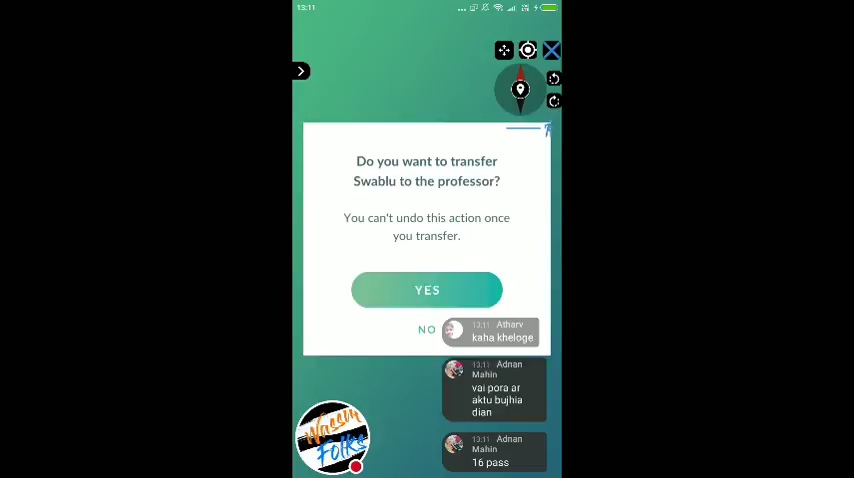 13:11
Do you want to transfer
Swablu to the professor?
You can't undo this action once
you transfer.
YES
NO
13:11 Atharv
kaha kheloge
13:11 Adnan
Mahin
vai pora ar
aktu bujhia
dian
13:11 Adnan
Mahin
16 pass
Wassup
Folks